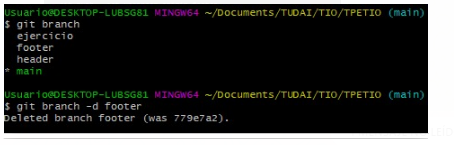 Usuario@DESKTOP-LUBSG81 MINGW64 ~/Documents/TUDAI/TIO/TPETIO (main)
$ git branch
  ejercicio
  footer
  header
* main
Usuario@DESKTOP-LUBSG81 MINGW64 ~/Documents/TUDAI/TIO/TPETIO (main)
$ git branch -d footer
Deleted branch footer (was 779e7a2).